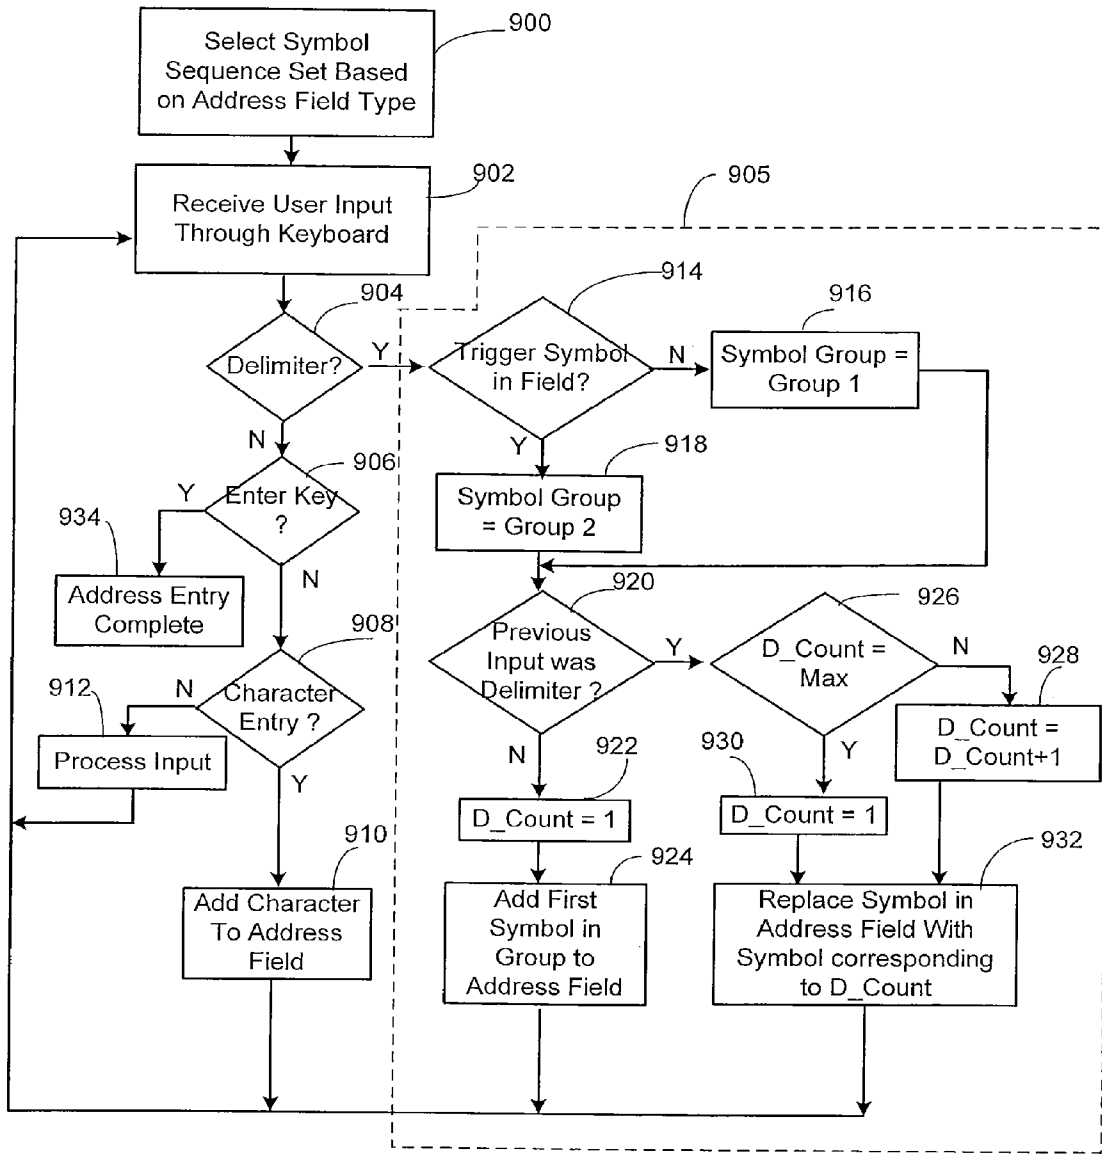 900
Select Symbol
Sequence Set Based
on Address Field Type
902
Receive User Input
Through Keyboard
905
904
Delimiter?
Y
N
914
Trigger Symbol
in Field?
N
Y
916
Symbol Group =
Group 1
906
Enter Key
?
Y
N
918
Symbol Group
= Group 2
934
Address Entry
Complete
908
Character
Entry ?
N
Y
912
Process Input
920
Previous
Input was
Delimiter ?
Y
N
926
D_Count =
Max
N
Y
928
D_Count =
D_Count+1
922
D_Count = 1
930
D_Count = 1
910
Add Character
To Address
Field
924
Add First
Symbol in
Group to
Address Field
932
Replace Symbol in
Address Field With
Symbol corresponding
to D_Count